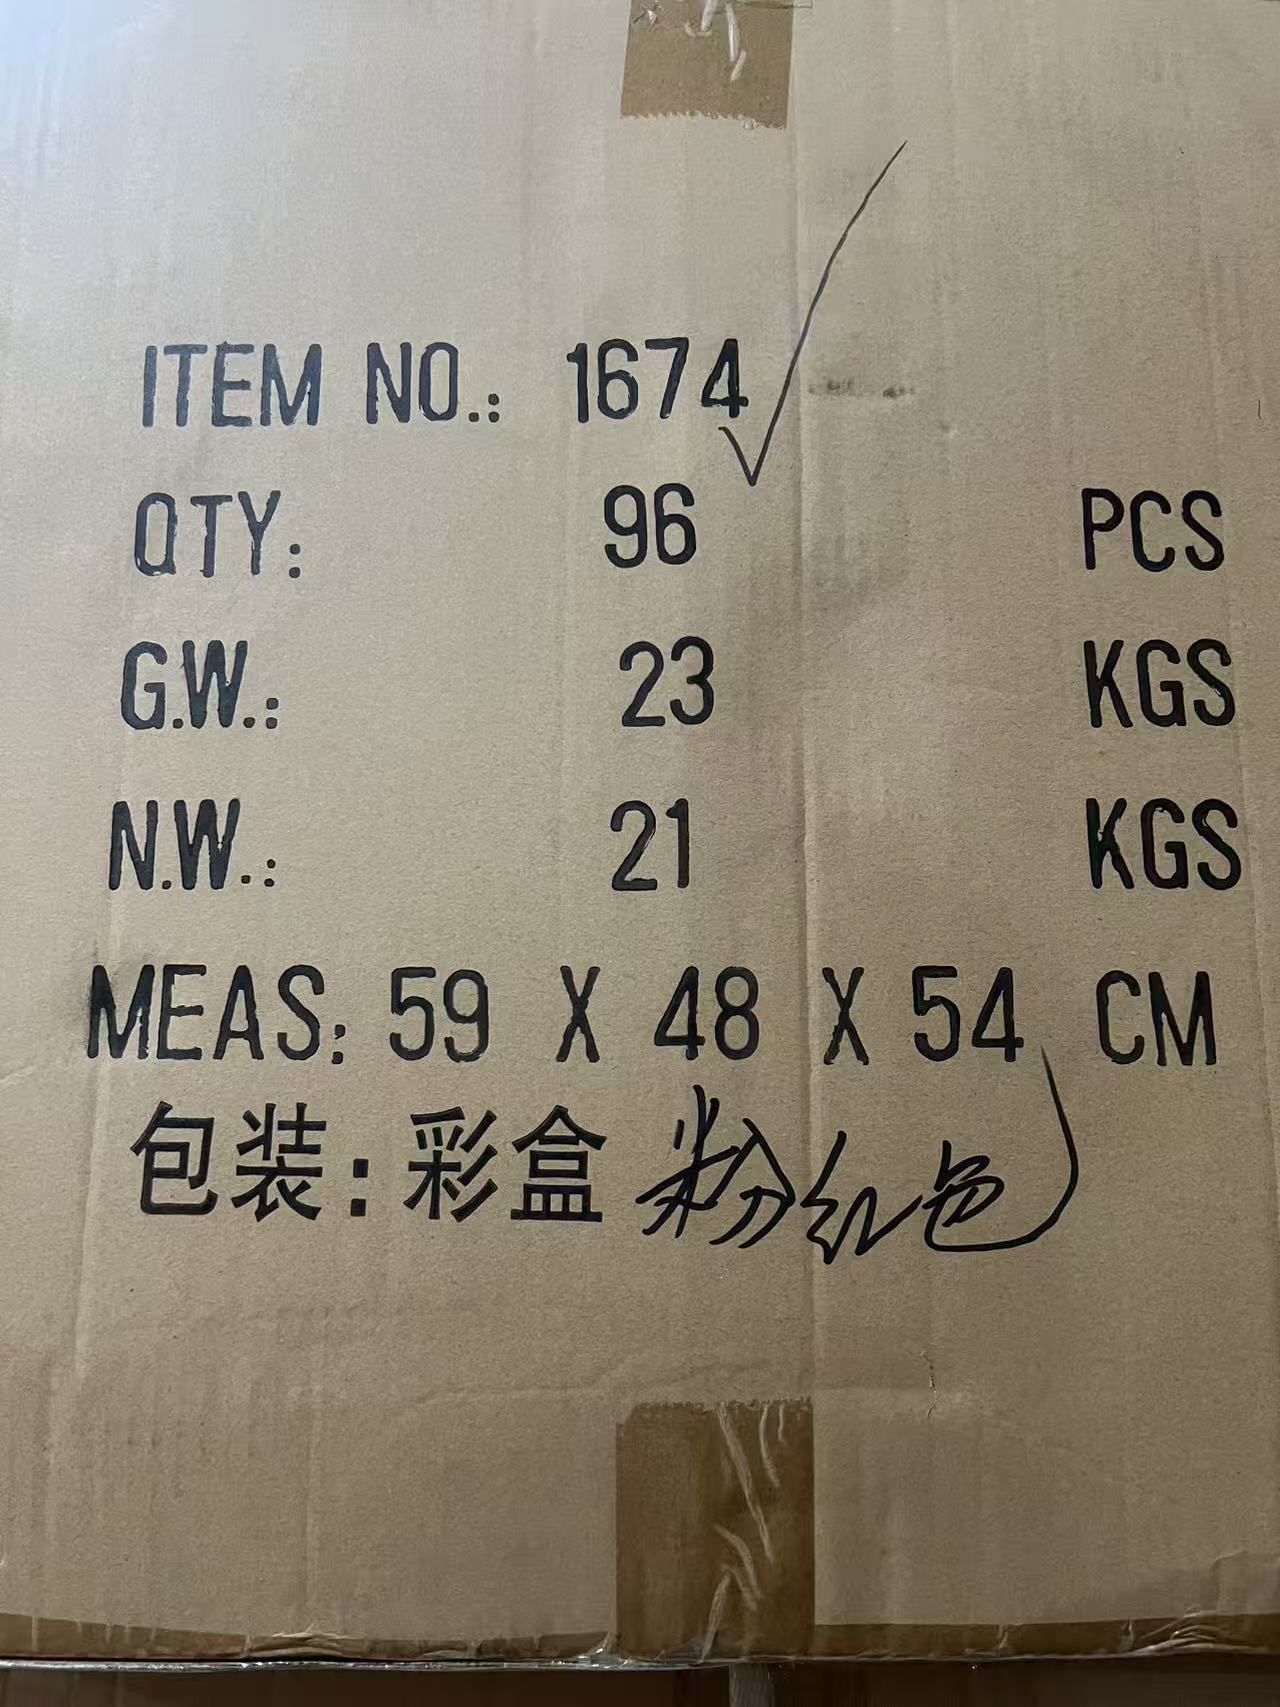 ITEM NO.: 1674
QTY: 96 PCS
G.W.: 23 KGS
N.W.: 21 KGS
MEAS: 59 X 48 X 54 CM
包装：彩盒 粉红色